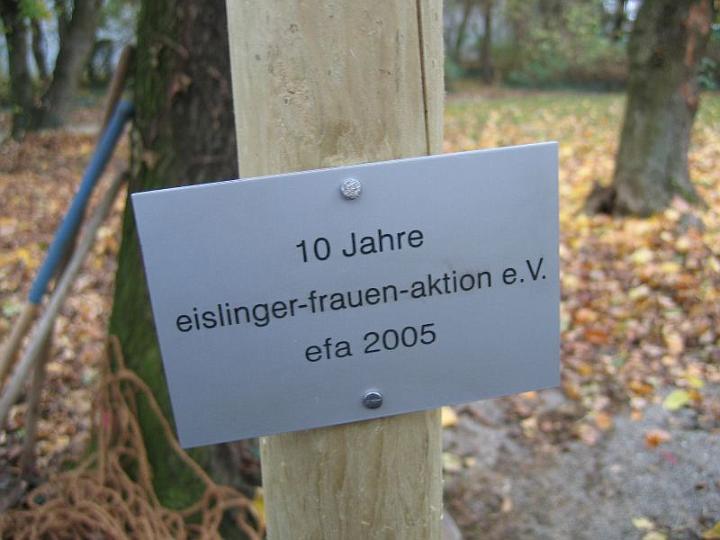 10 Jahre
eislinger-frauen-aktion e.V.
efa 2005